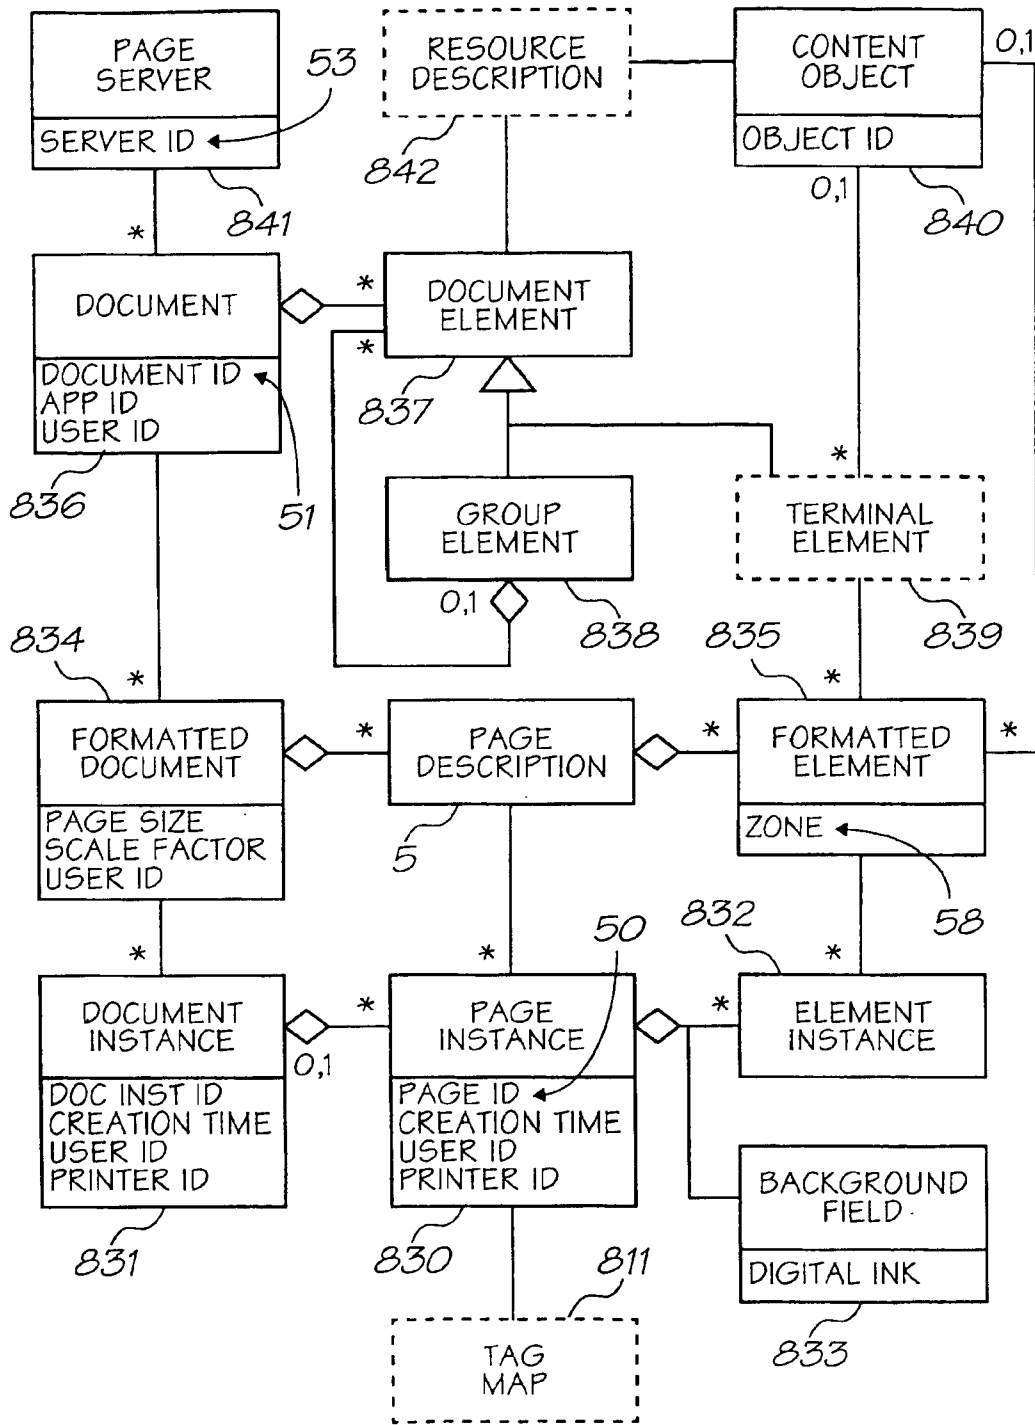 PAGE
SERVER
SERVER ID
53
841
*
RESOURCE
DESCRIPTION
842
CONTENT
OBJECT
OBJECT ID
0,1
0,1
840
DOCUMENT
DOCUMENT ID
APP ID
USER ID
836
51
*
*
DOCUMENT
ELEMENT
837
GROUP
ELEMENT
0,1
838
*
TERMINAL
ELEMENT
839
834
*
FORMATTED
DOCUMENT
PAGE SIZE
SCALE FACTOR
USER ID
*
PAGE
DESCRIPTION
5
835
*
*
*
FORMATTED
ELEMENT
ZONE
58
*
DOCUMENT
INSTANCE
0,1
DOC INST ID
CREATION TIME
USER ID
PRINTER ID
831
*
*
50
PAGE
INSTANCE
PAGE ID
CREATION TIME
USER ID
PRINTER ID
830
832
*
*
ELEMENT
INSTANCE
BACKGROUND
FIELD
DIGITAL INK
833
811
TAG
MAP